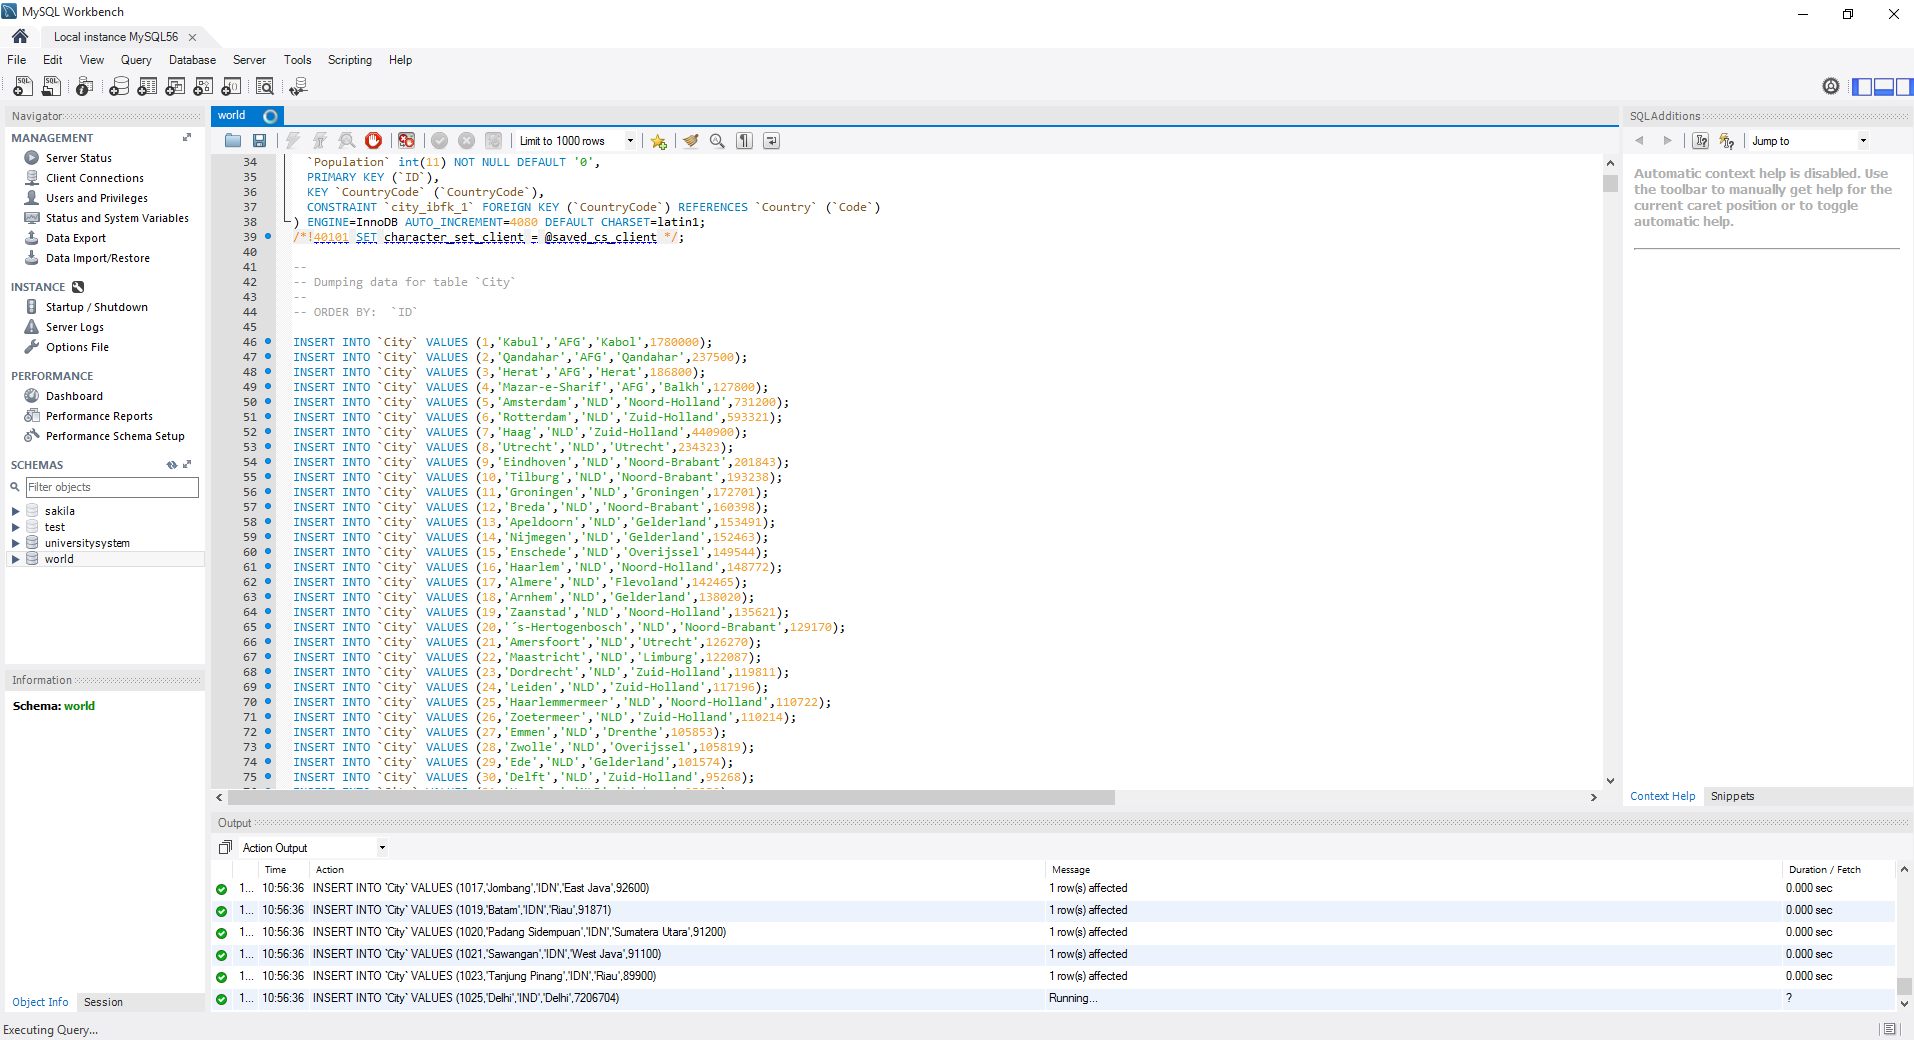 MySQL Workbench
Local instance MySQL56
File Edit View Query Database Server Tools Scripting Help
Navigator
MANAGEMENT
Server Status
Client Connections
Users and Privileges
Status and System Variables
Data Export
Data Import/Restore
INSTANCE
Startup / Shutdown
Server Logs
Options File
PERFORMANCE
Dashboard
Performance Reports
Performance Schema Setup
SCHEMAS
Filter objects
sakila
test
universitysystem
world
Information
Schema: world
Object Info Session
world
Limit to 1000 rows
34 `Population` int(11) NOT NULL DEFAULT '0',
35 PRIMARY KEY (`ID`),
36 KEY `CountryCode` (`CountryCode`),
37 CONSTRAINT `city_ibfk_1` FOREIGN KEY (`CountryCode`) REFERENCES `Country` (`Code`)
38 ) ENGINE=InnoDB AUTO_INCREMENT=4080 DEFAULT CHARSET=latin1;
39 /*!40101 SET character_set_client = @saved_cs_client */;
40
41 --
42 -- Dumping data for table `City`
43 --
44 -- ORDER BY:  `ID`
45
46 INSERT INTO `City` VALUES (1,'Kabul','AFG','Kabol',1780000);
47 INSERT INTO `City` VALUES (2,'Qandahar','AFG','Qandahar',237500);
48 INSERT INTO `City` VALUES (3,'Herat','AFG','Herat',186800);
49 INSERT INTO `City` VALUES (4,'Mazar-e-Sharif','AFG','Balkh',127800);
50 INSERT INTO `City` VALUES (5,'Amsterdam','NLD','Noord-Holland',731200);
51 INSERT INTO `City` VALUES (6,'Rotterdam','NLD','Zuid-Holland',593321);
52 INSERT INTO `City` VALUES (7,'Haag','NLD','Zuid-Holland',440900);
53 INSERT INTO `City` VALUES (8,'Utrecht','NLD','Utrecht',234323);
54 INSERT INTO `City` VALUES (9,'Eindhoven','NLD','Noord-Brabant',201843);
55 INSERT INTO `City` VALUES (10,'Tilburg','NLD','Noord-Brabant',193238);
56 INSERT INTO `City` VALUES (11,'Groningen','NLD','Groningen',172701);
57 INSERT INTO `City` VALUES (12,'Breda','NLD','Noord-Brabant',160398);
58 INSERT INTO `City` VALUES (13,'Apeldoorn','NLD','Gelderland',153491);
59 INSERT INTO `City` VALUES (14,'Nijmegen','NLD','Gelderland',152463);
60 INSERT INTO `City` VALUES (15,'Enschede','NLD','Overijssel',149544);
61 INSERT INTO `City` VALUES (16,'Haarlem','NLD','Noord-Holland',148772);
62 INSERT INTO `City` VALUES (17,'Almere','NLD','Flevoland',142465);
63 INSERT INTO `City` VALUES (18,'Arnhem','NLD','Gelderland',138020);
64 INSERT INTO `City` VALUES (19,'Zaanstad','NLD','Noord-Holland',135621);
65 INSERT INTO `City` VALUES (20,'´s-Hertogenbosch','NLD','Noord-Brabant',129170);
66 INSERT INTO `City` VALUES (21,'Amersfoort','NLD','Utrecht',126270);
67 INSERT INTO `City` VALUES (22,'Maastricht','NLD','Limburg',122087);
68 INSERT INTO `City` VALUES (23,'Dordrecht','NLD','Zuid-Holland',119811);
69 INSERT INTO `City` VALUES (24,'Leiden','NLD','Zuid-Holland',117196);
70 INSERT INTO `City` VALUES (25,'Haarlemmermeer','NLD','Noord-Holland',110722);
71 INSERT INTO `City` VALUES (26,'Zoetermeer','NLD','Zuid-Holland',110214);
72 INSERT INTO `City` VALUES (27,'Emmen','NLD','Drenthe',105853);
73 INSERT INTO `City` VALUES (28,'Zwolle','NLD','Overijssel',105819);
74 INSERT INTO `City` VALUES (29,'Ede','NLD','Gelderland',101574);
75 INSERT INTO `City` VALUES (30,'Delft','NLD','Zuid-Holland',95268);
SQLAdditions
Jump to
Automatic context help is disabled. Use
the toolbar to manually get help for the
current caret position or to toggle
automatic help.
Context Help Snippets
Output
Action Output
Time Action Message Duration / Fetch
1... 10:56:36 INSERT INTO `City` VALUES (1017,'Jombang','IDN','East Java',92600) 1 row(s) affected 0.000 sec
1... 10:56:36 INSERT INTO `City` VALUES (1019,'Batam','IDN','Riau',91871) 1 row(s) affected 0.000 sec
1... 10:56:36 INSERT INTO `City` VALUES (1020,'Padang Sidempuan','IDN','Sumatera Utara',91200) 1 row(s) affected 0.000 sec
1... 10:56:36 INSERT INTO `City` VALUES (1021,'Sawangan','IDN','West Java',91100) 1 row(s) affected 0.000 sec
1... 10:56:36 INSERT INTO `City` VALUES (1023,'Tanjung Pinang','IDN','Riau',89900) 1 row(s) affected 0.000 sec
1... 10:56:36 INSERT INTO `City` VALUES (1025,'Delhi','IND','Delhi',7206704) Running... ?
Executing Query...